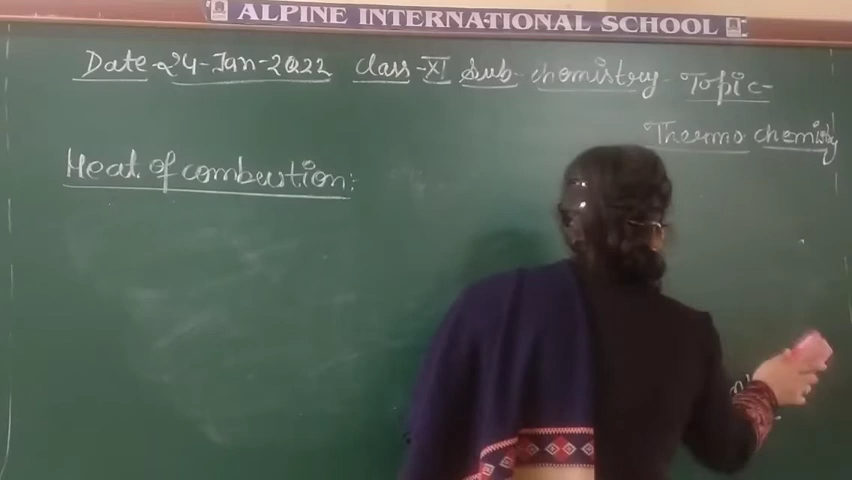 ALPINE INTERNATIONAL SCHOOL
Date-24-Jan-2022 Class-XI Sub-chemistry-Topic-
Thermo chemistry
Heat of combustion: